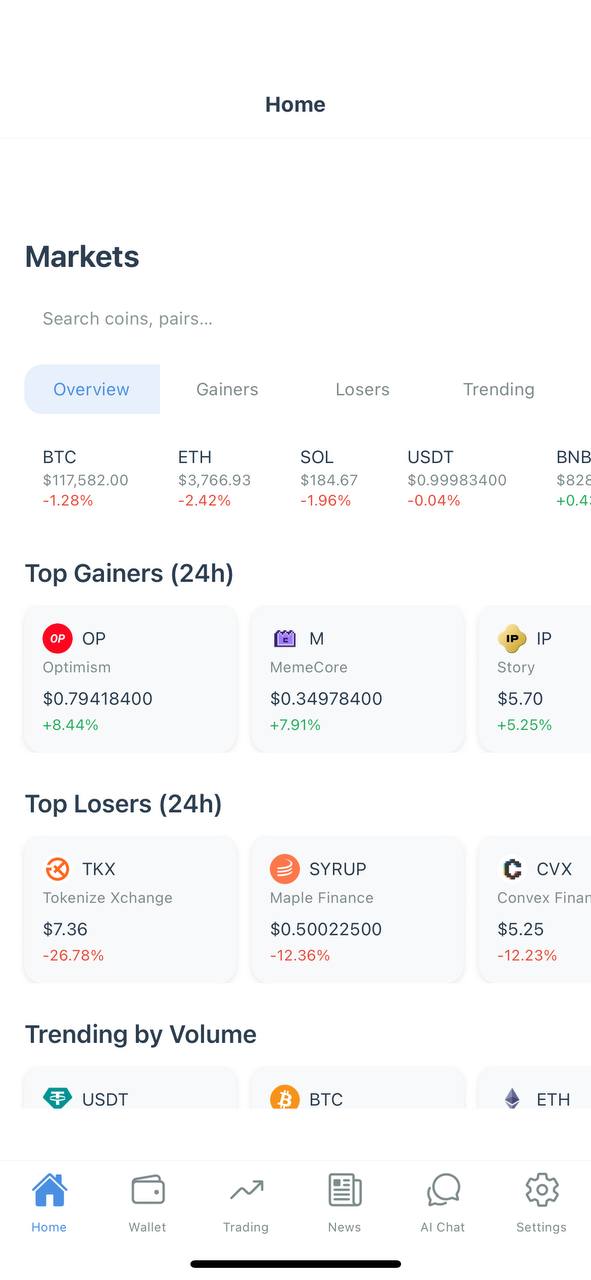 Home
Markets
Search coins, pairs...
Overview Gainers Losers Trending
BTC ETH SOL USDT BNB
$117,582.00 $3,766.93 $184.67 $0.99983400 $828
-1.28% -2.42% -1.96% -0.04% +0.4
Top Gainers (24h)
OP OP M IP IP
Optimism MemeCore Story
$0.79418400 $0.34978400 $5.70
+8.44% +7.91% +5.25%
Top Losers (24h)
TKX SYRUP CVX
Tokenize Xchange Maple Finance Convex Finan
$7.36 $0.50022500 $5.25
-26.78% -12.36% -12.23%
Trending by Volume
USDT BTC ETH
Home Wallet Trading News AI Chat Settings